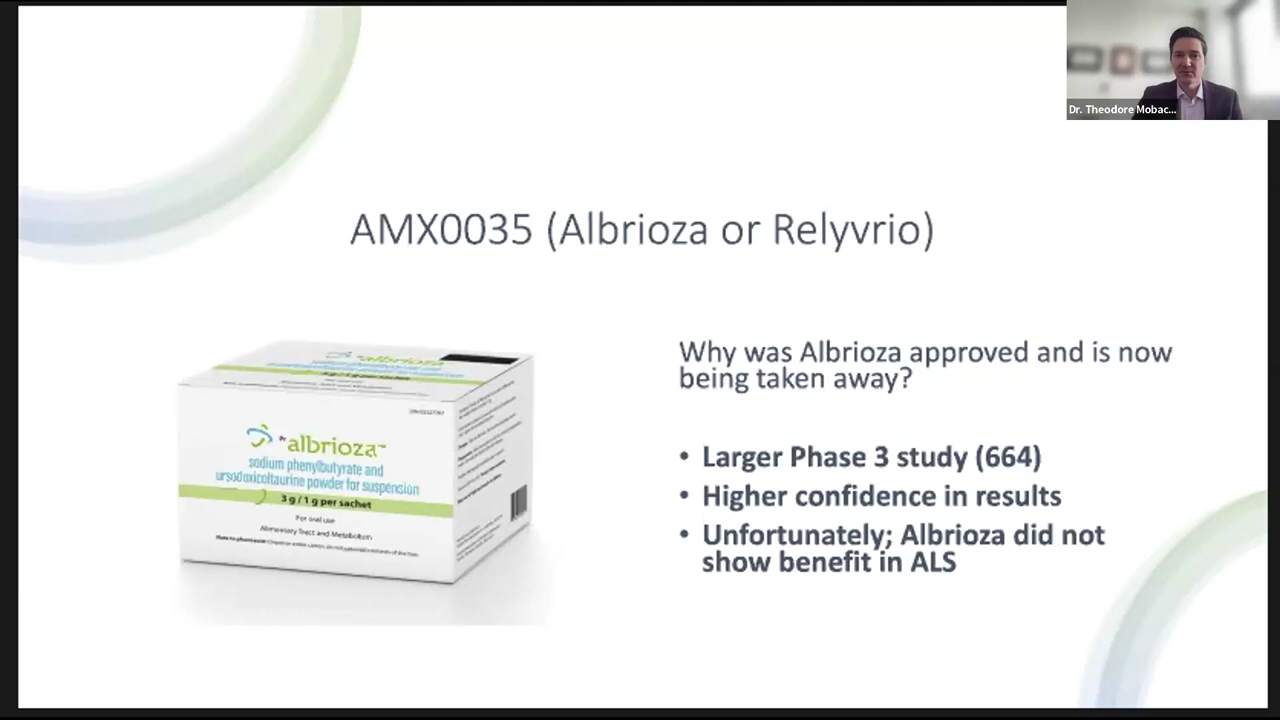 Dr. Theodore Mobac...
AMX0035 (Albrioza or Relyvrio)
Why was Albrioza approved and is now
being taken away?
• Larger Phase 3 study (664)
• Higher confidence in results
• Unfortunately; Albrioza did not
show benefit in ALS
albrioza
Pr albrioza™
sodium phenylbutyrate and
ursodoxicoltaurine powder for suspension
3 g / 1 g per sachet
For oral use
Alimentary Tract and Metabolism